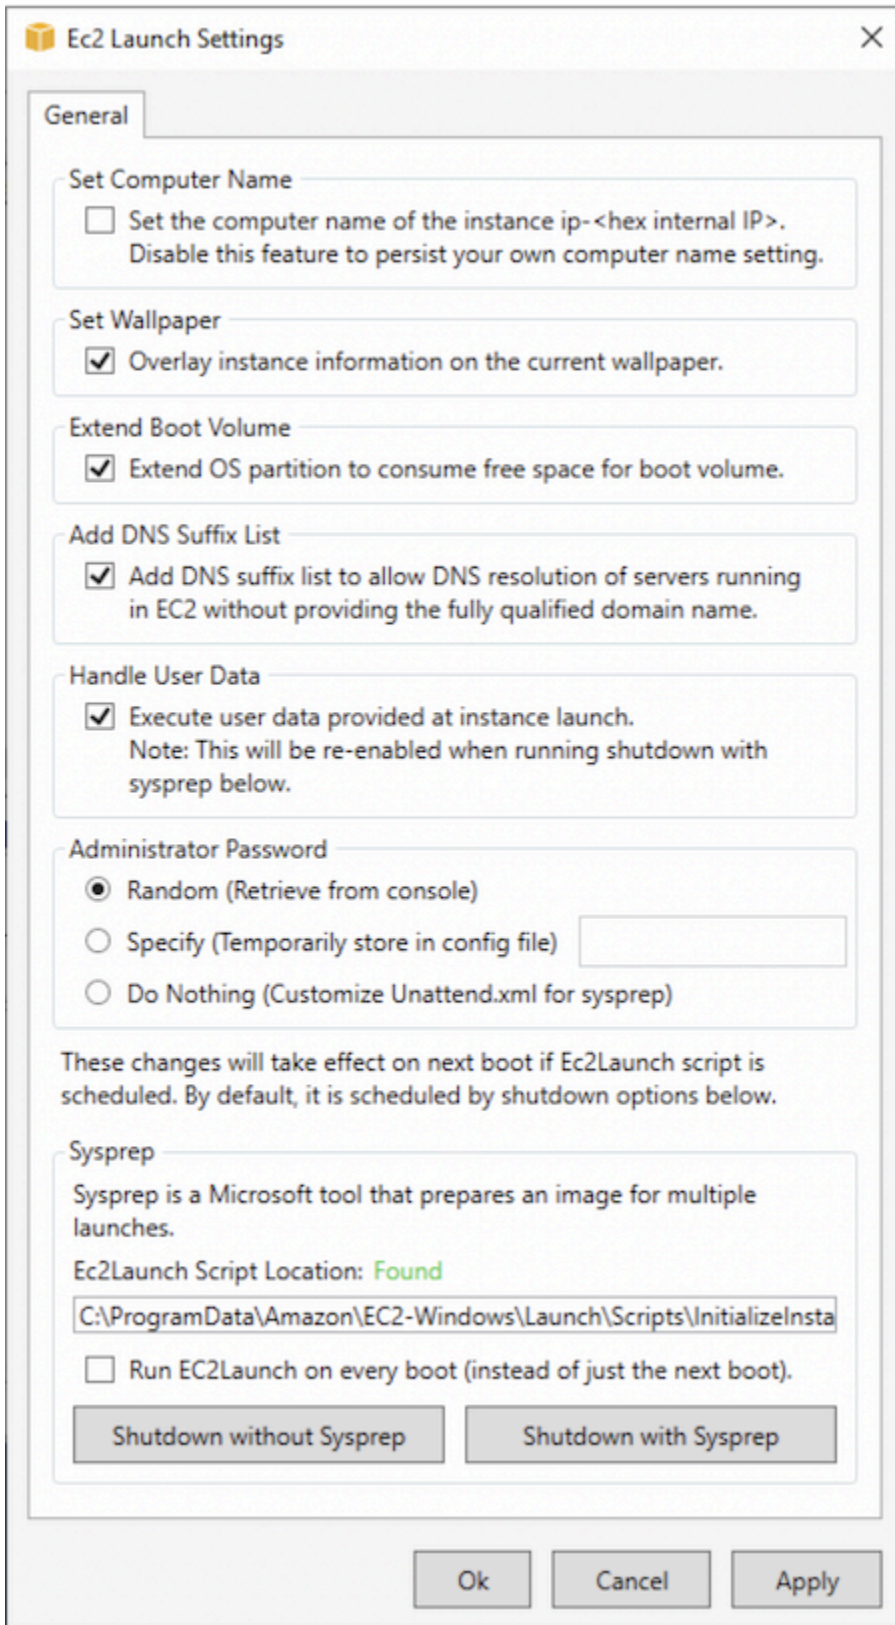 Ec2 Launch Settings
General
Set Computer Name
Set the computer name of the instance ip-<hex internal IP>.
Disable this feature to persist your own computer name setting.
Set Wallpaper
Overlay instance information on the current wallpaper.
Extend Boot Volume
Extend OS partition to consume free space for boot volume.
Add DNS Suffix List
Add DNS suffix list to allow DNS resolution of servers running
in EC2 without providing the fully qualified domain name.
Handle User Data
Execute user data provided at instance launch.
Note: This will be re-enabled when running shutdown with
sysprep below.
Administrator Password
Random (Retrieve from console)
Specify (Temporarily store in config file)
Do Nothing (Customize Unattend.xml for sysprep)
These changes will take effect on next boot if Ec2Launch script is
scheduled. By default, it is scheduled by shutdown options below.
Sysprep
Sysprep is a Microsoft tool that prepares an image for multiple
launches.
Ec2Launch Script Location: Found
C:\ProgramData\Amazon\EC2-Windows\Launch\Scripts\InitializeInsta
Run EC2Launch on every boot (instead of just the next boot).
Shutdown without Sysprep
Shutdown with Sysprep
Ok
Cancel
Apply